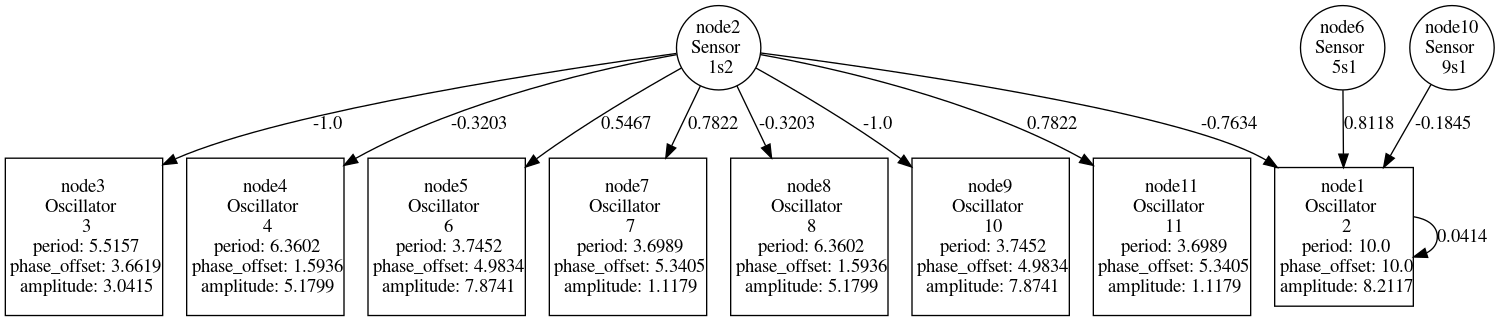 node2
Sensor
1s2
node6
Sensor
5s1
node10
Sensor
9s1
-1.0
-0.3203
0.5467
0.7822
-0.3203
-1.0
0.7822
-0.7634
0.8118
-0.1845
node3
Oscillator
3
period: 5.5157
phase_offset: 3.6619
amplitude: 3.0415
node4
Oscillator
4
period: 6.3602
phase_offset: 1.5936
amplitude: 5.1799
node5
Oscillator
6
period: 3.7452
phase_offset: 4.9834
amplitude: 7.8741
node7
Oscillator
7
period: 3.6989
phase_offset: 5.3405
amplitude: 1.1179
node8
Oscillator
8
period: 6.3602
phase_offset: 1.5936
amplitude: 5.1799
node9
Oscillator
10
period: 3.7452
phase_offset: 4.9834
amplitude: 7.8741
node11
Oscillator
11
period: 3.6989
phase_offset: 5.3405
amplitude: 1.1179
node1
Oscillator
2
period: 10.0
phase_offset: 10.0
amplitude: 8.2117
0.0414